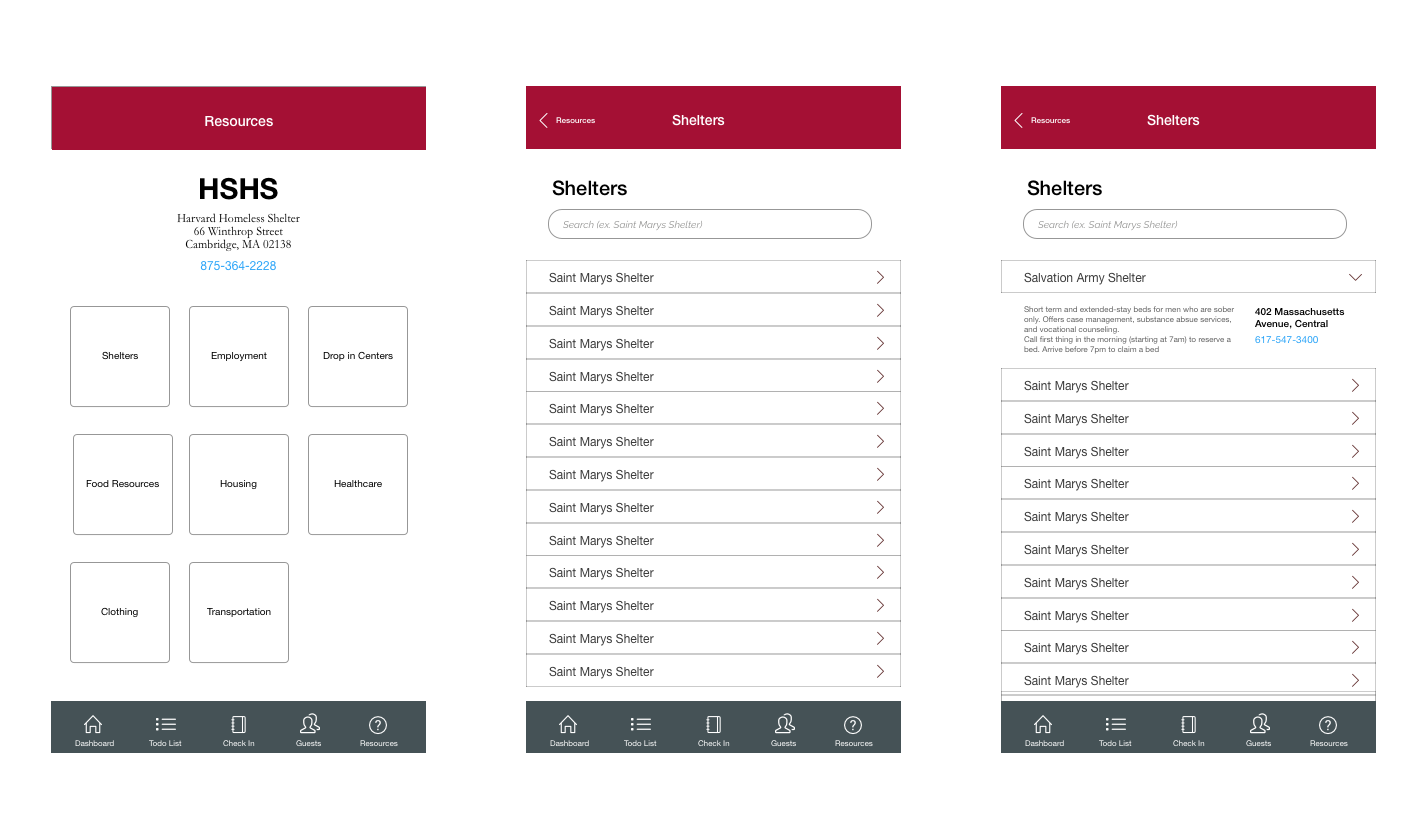 Resources
HSHS
Harvard Homeless Shelter
66 Winthrop Street
Cambridge, MA 02138
875-364-2228
Shelters
Employment
Drop in Centers
Food Resources
Housing
Healthcare
Clothing
Transportation
Dashboard
Todo List
Check In
Guests
Resources
Resources
Shelters
Shelters
Search (ex. Saint Marys Shelter)
Saint Marys Shelter
Saint Marys Shelter
Saint Marys Shelter
Saint Marys Shelter
Saint Marys Shelter
Saint Marys Shelter
Saint Marys Shelter
Saint Marys Shelter
Saint Marys Shelter
Saint Marys Shelter
Saint Marys Shelter
Saint Marys Shelter
Saint Marys Shelter
Dashboard
Todo List
Check In
Guests
Resources
Resources
Shelters
Shelters
Search (ex. Saint Marys Shelter)
Salvation Army Shelter
Short term and extended-stay beds for men who are sober
only. Offers case management, substance absue services,
and vocational counseling.
Call first thing in the morning (starting at 7am) to reserve a
bed. Arrive before 7pm to claim a bed
402 Massachusetts
Avenue, Central
617-547-3400
Saint Marys Shelter
Saint Marys Shelter
Saint Marys Shelter
Saint Marys Shelter
Saint Marys Shelter
Saint Marys Shelter
Saint Marys Shelter
Saint Marys Shelter
Saint Marys Shelter
Saint Marys Shelter
Dashboard
Todo List
Check In
Guests
Resources